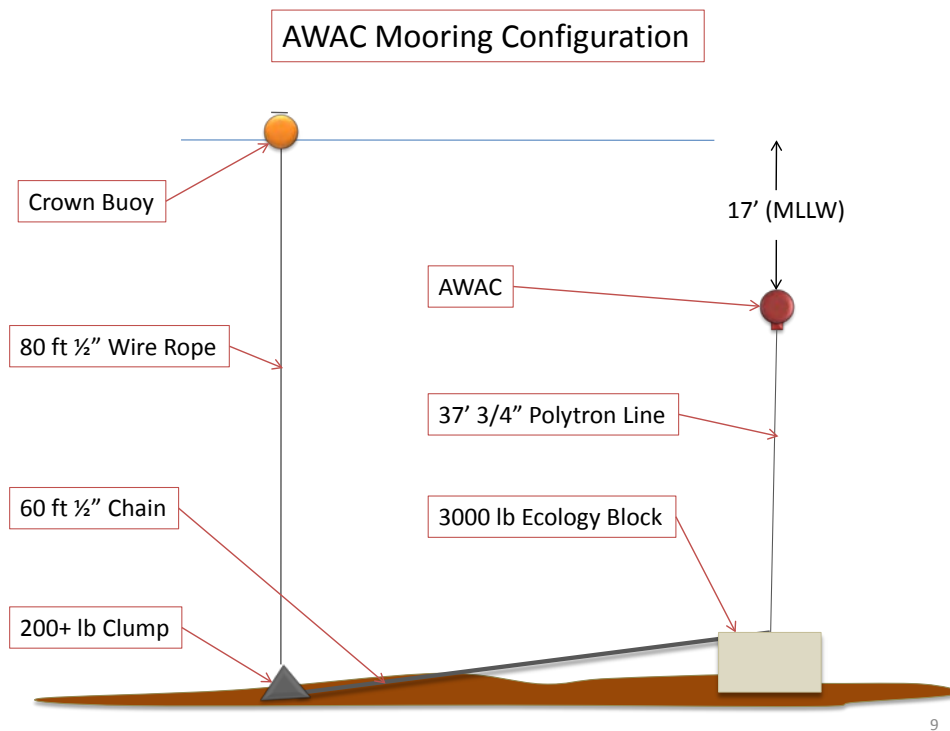 AWAC Mooring Configuration
Crown Buoy
17’ (MLLW)
AWAC
80 ft ½” Wire Rope
37’ 3/4” Polytron Line
60 ft ½” Chain
3000 lb Ecology Block
200+ lb Clump
9